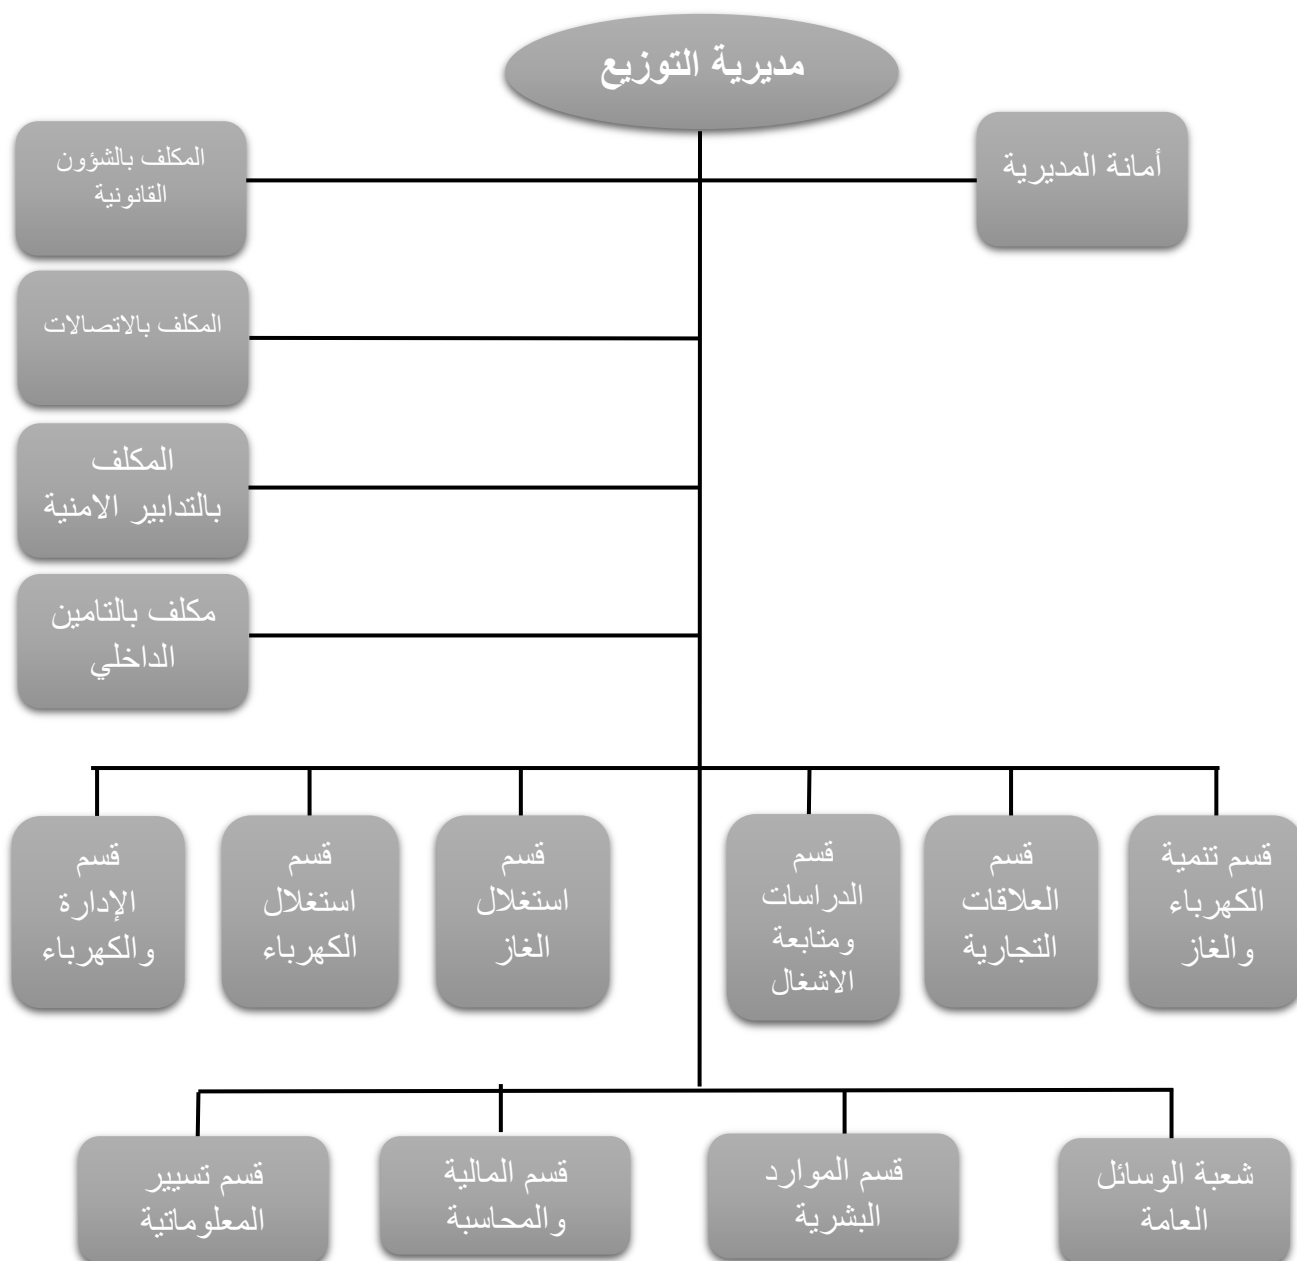 مديرية التوزيع
أمانة المديرية
المكلف بالشؤون
القانونية
المكلف بالاتصالات
المكلف
بالتدابير الامنية
مكلف بالتامين
الداخلي
قسم تنمية
الكهرباء
والغاز
قسم
العلاقات
التجارية
قسم
الدراسات
ومتابعة
الاشغال
قسم
استغلال
الغاز
قسم
استغلال
الكهرباء
قسم
الإدارة
والكهرباء
شعبة الوسائل
العامة
قسم الموارد
البشرية
قسم المالية
والمحاسبة
قسم تسيير
المعلوماتية